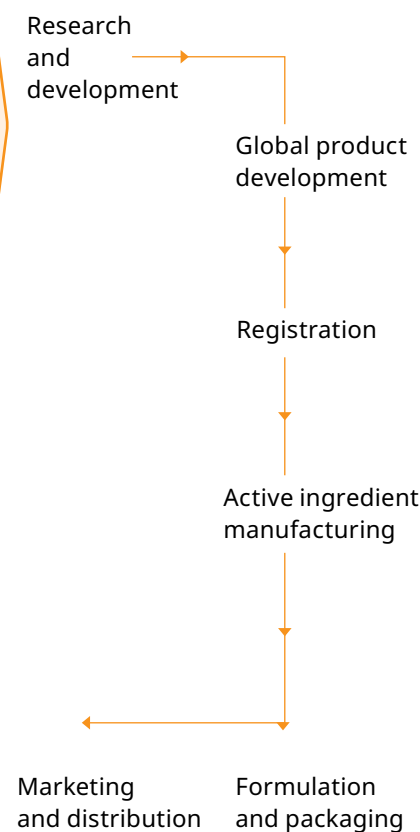 Research
and
development
Global product
development
Registration
Active ingredient
manufacturing
Marketing
and distribution
Formulation
and packaging